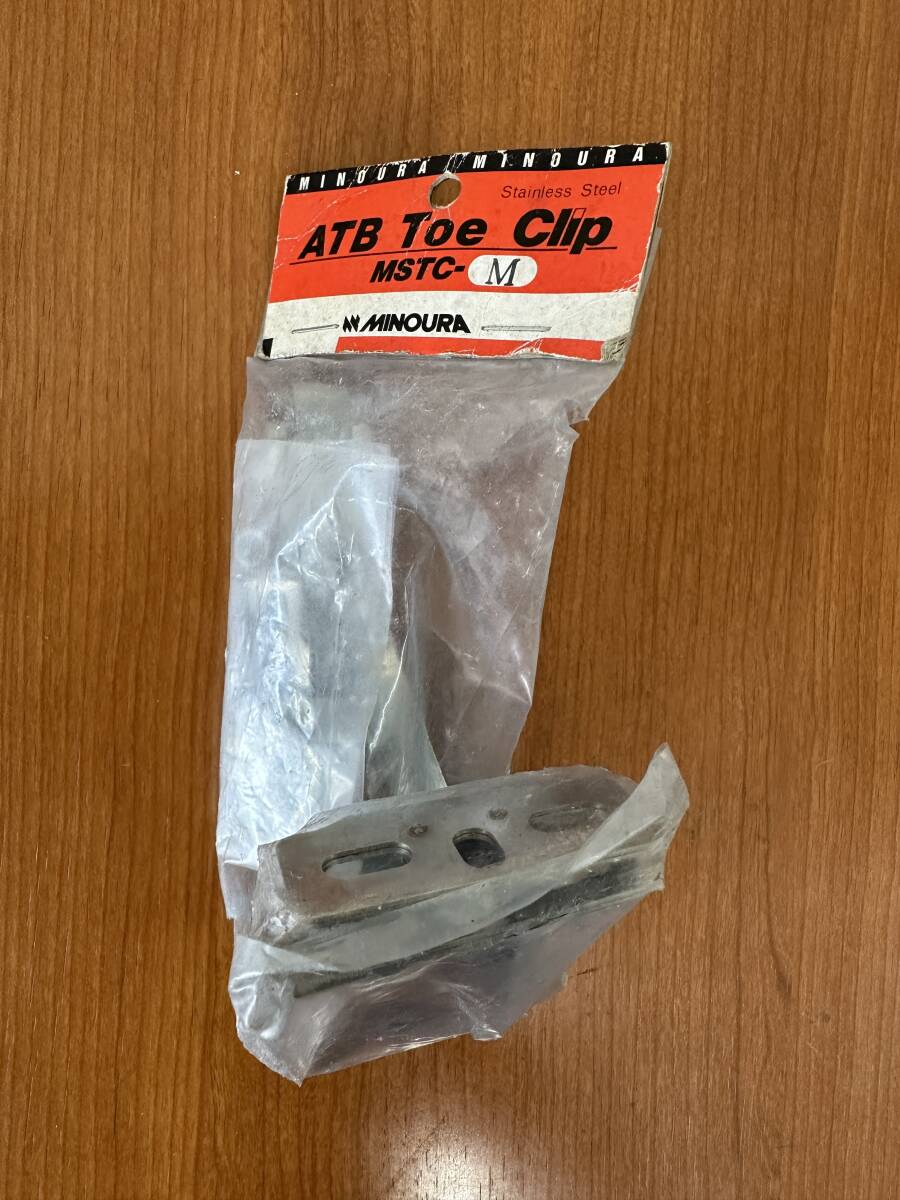 MINOURA MINOURA
Stainless Steel
ATB Toe Clip
MSTC-M
MINOURA